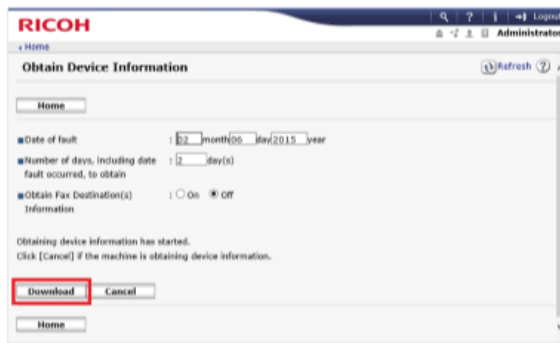 RICOH
? Logout
Administrator
Home
Obtain Device Information
Refresh ?
Home
Date of fault : 02 month 06 day 2015 year
Number of days, including date : 2 day(s)
fault occurred, to obtain
Obtain Fax Destination(s) : On Off
Information
Obtaining device information has started.
Click [Cancel] if the machine is obtaining device information.
Download Cancel
Home